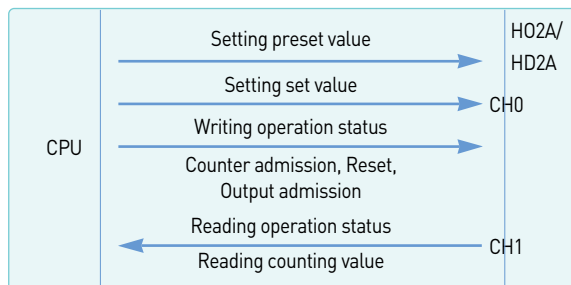 Setting preset value
HO2A/
HD2A
Setting set value
CH0
Writing operation status
CPU
Counter admission, Reset,
Output admission
Reading operation status
CH1
Reading counting value